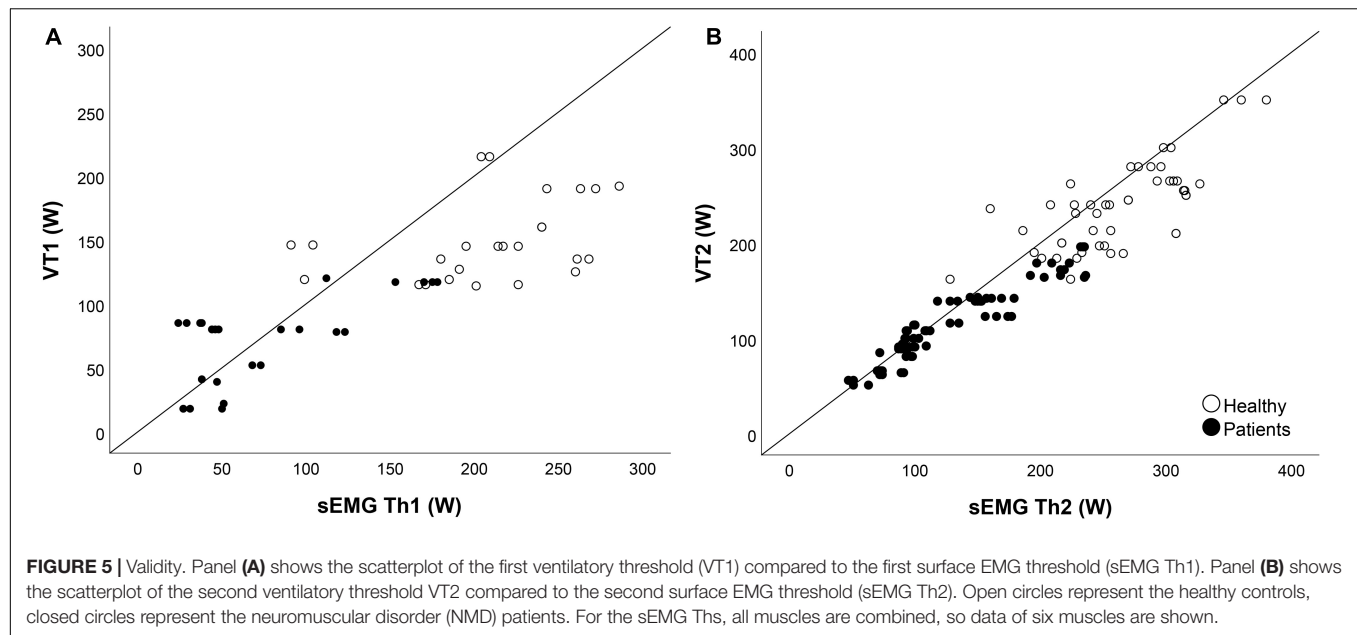 A
300
250
200
150
100
50
0
VT1 (W)
0 50 100 150 200 250 300
sEMG Th1 (W)
B
400
300
200
100
0
VT2 (W)
0 100 200 300 400
sEMG Th2 (W)
Healthy
Patients
FIGURE 5 | Validity. Panel (A) shows the scatterplot of the first ventilatory threshold (VT1) compared to the first surface EMG threshold (sEMG Th1). Panel (B) shows
the scatterplot of the second ventilatory threshold VT2 compared to the second surface EMG threshold (sEMG Th2). Open circles represent the healthy controls,
closed circles represent the neuromuscular disorder (NMD) patients. For the sEMG Ths, all muscles are combined, so data of six muscles are shown.